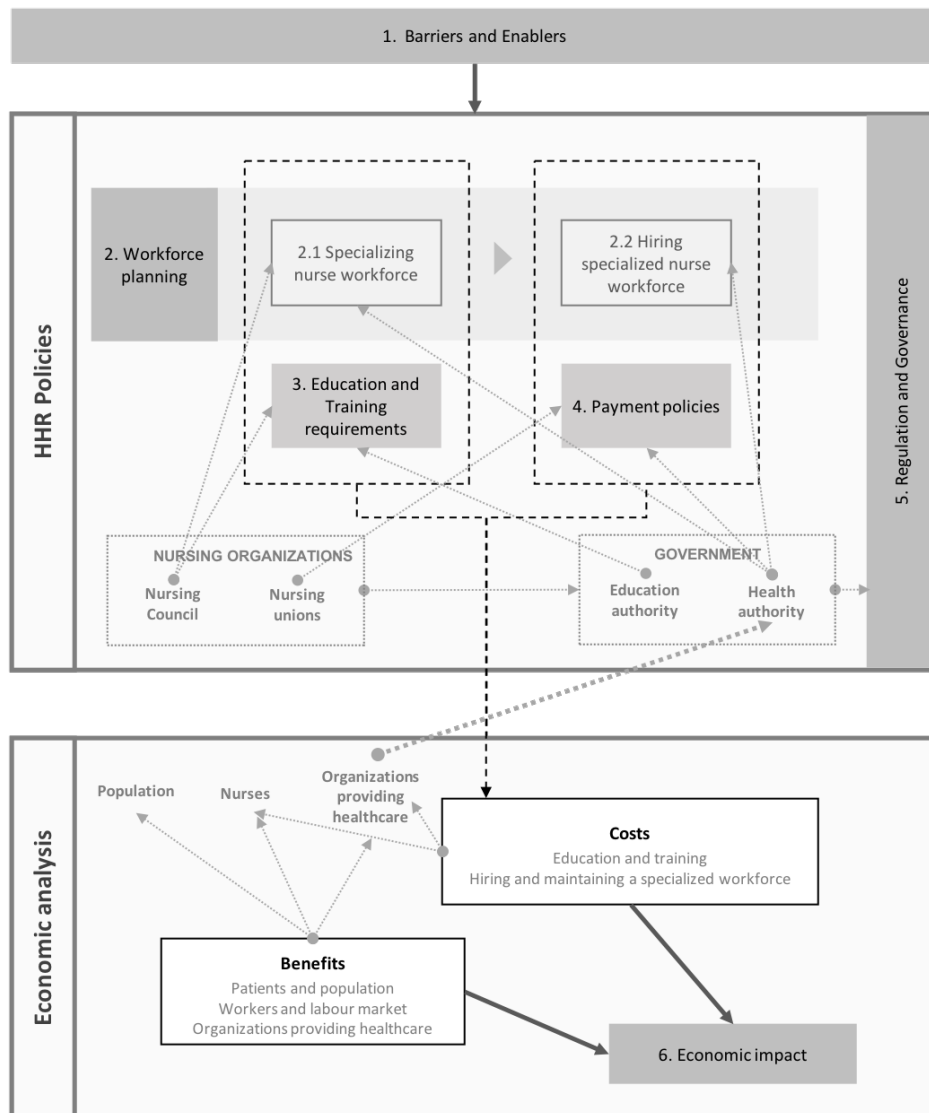 1. Barriers and Enablers
HHR Policies
2. Workforce
planning
2.1 Specializing
nurse workforce
2.2 Hiring
specialized nurse
workforce
3. Education and
Training
requirements
4. Payment policies
5. Regulation and Governance
NURSING ORGANIZATIONS
Nursing
Council
Nursing
unions
GOVERNMENT
Education
authority
Health
authority
Economic analysis
Population
Nurses
Organizations
providing
healthcare
Costs
Education and training
Hiring and maintaining a specialized workforce
Benefits
Patients and population
Workers and labour market
Organizations providing healthcare
6. Economic impact